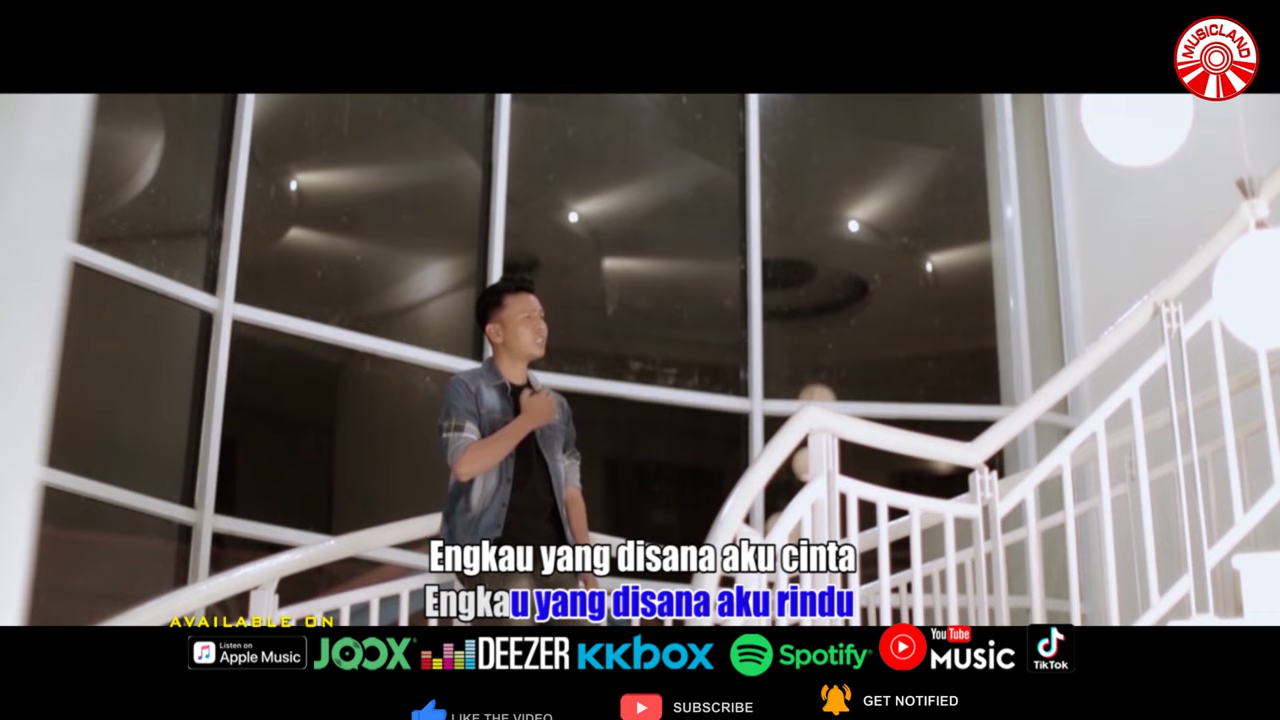 MUSICLAND
Engkau yang disana aku cinta
Engkau yang disana aku rindu
AVAILABLE ON
Listen on
Apple Music
JOOX
DEEZER
KKBOX
Spotify
YouTube
MUSIC
TikTok
LIKE THE VIDEO
SUBSCRIBE
GET NOTIFIED